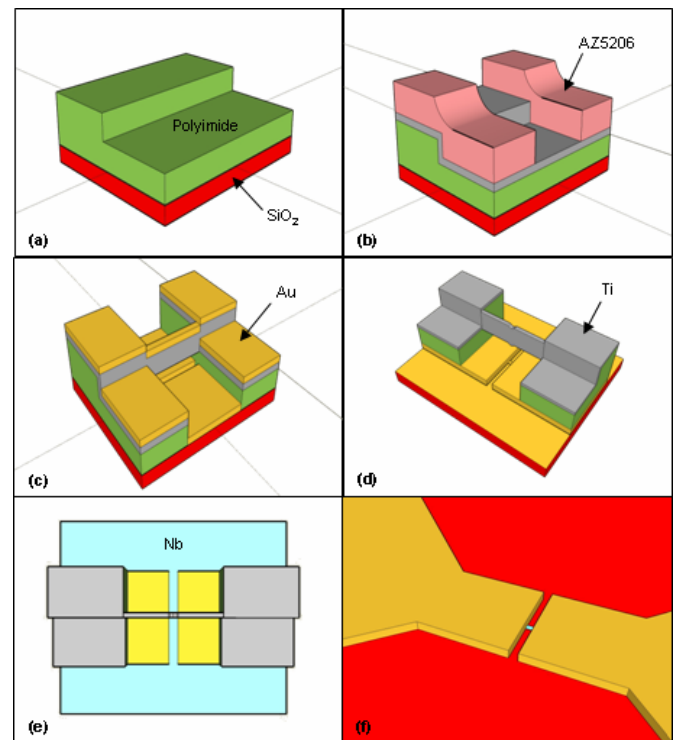 AZ5206
Polyimide
SiO₂
(a)
(b)
Au
Ti
(c)
(d)
Nb
(e)
(f)